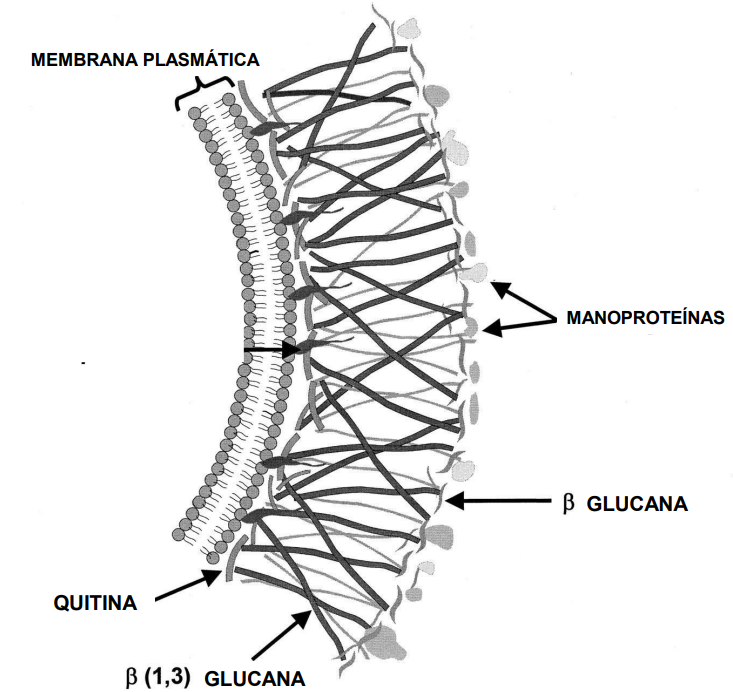 MEMBRANA PLASMÁTICA
MANOPROTEÍNAS
β GLUCANA
QUITINA
β (1,3) GLUCANA